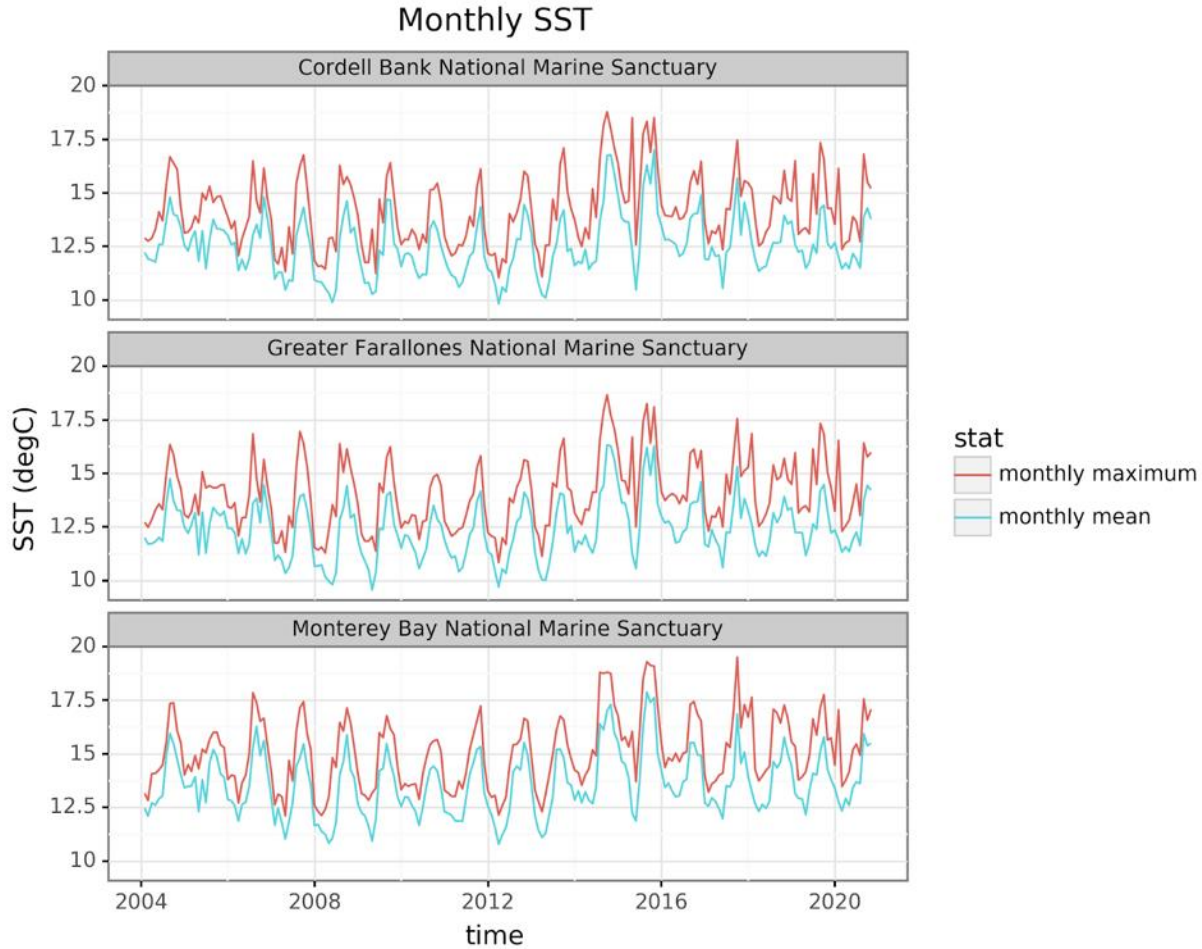 Monthly SST
Cordell Bank National Marine Sanctuary
20
17.5
15
12.5
10
Greater Farallones National Marine Sanctuary
20
17.5
15
12.5
10
SST (degC)
stat
monthly maximum
monthly mean
Monterey Bay National Marine Sanctuary
20
17.5
15
12.5
10
2004 2008 2012 2016 2020
time